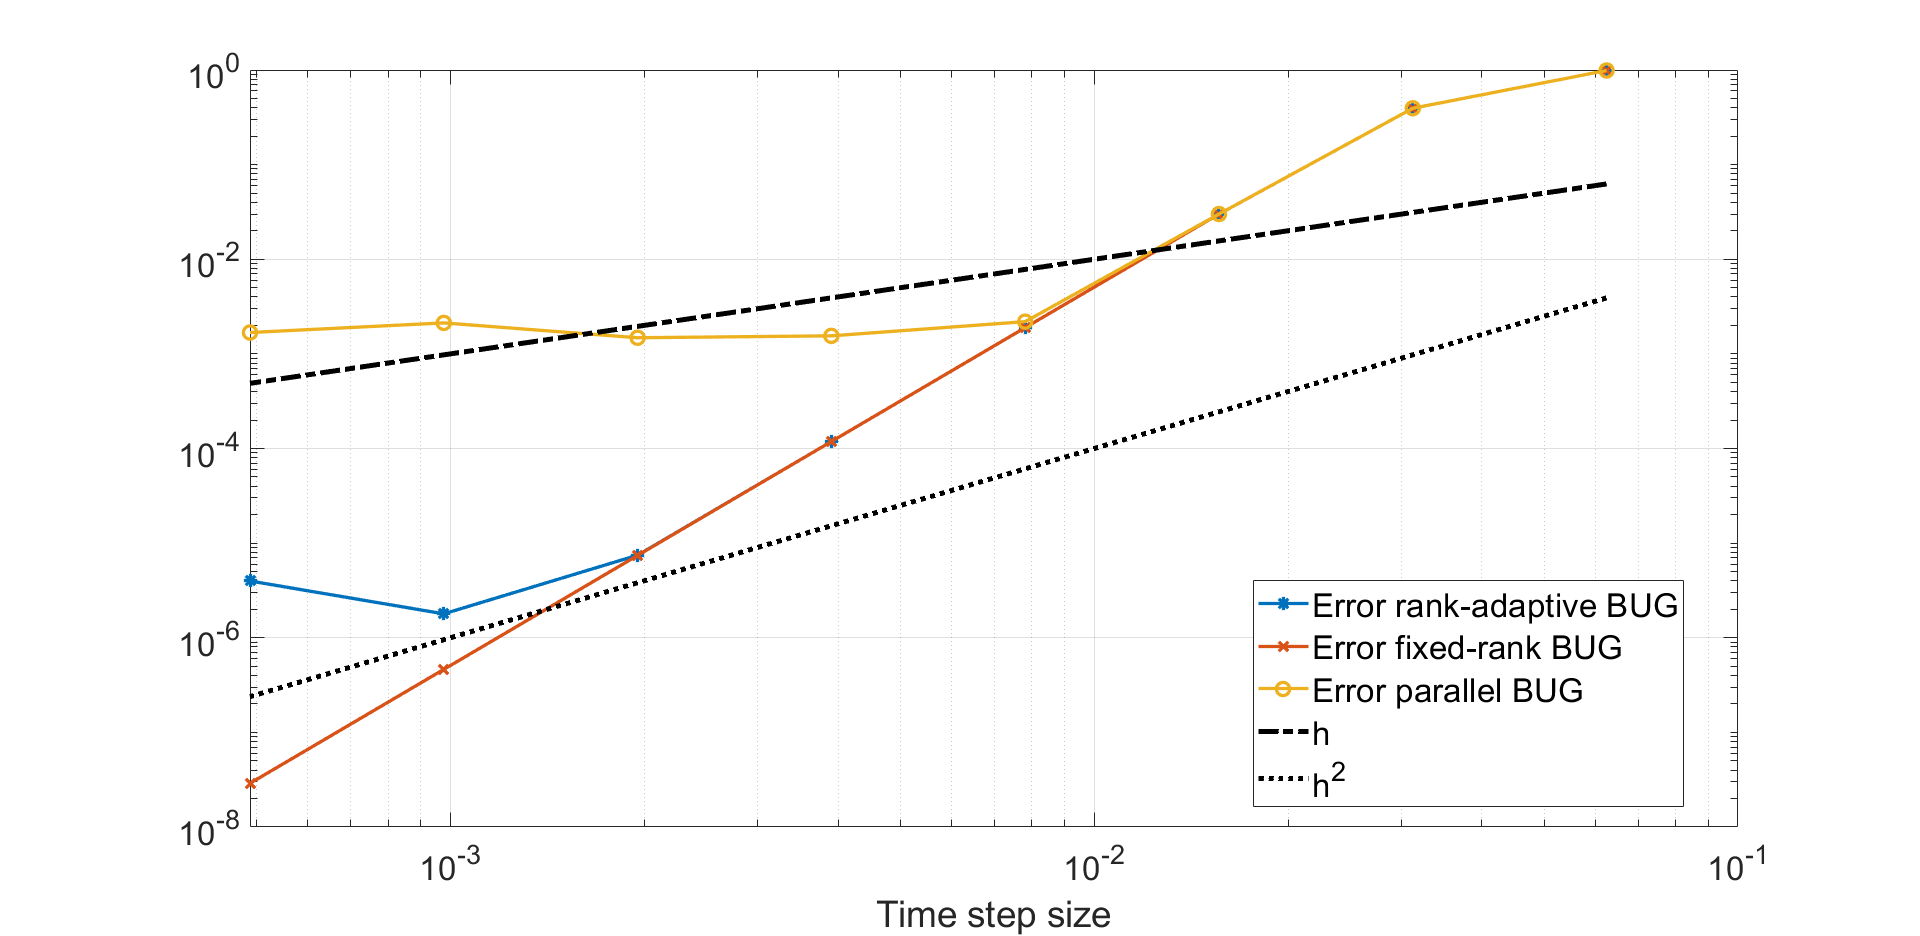 10^0
10^-2
10^-4
10^-6
10^-8
10^-3
10^-2
10^-1
Time step size
Error rank-adaptive BUG
Error fixed-rank BUG
Error parallel BUG
h
h^2